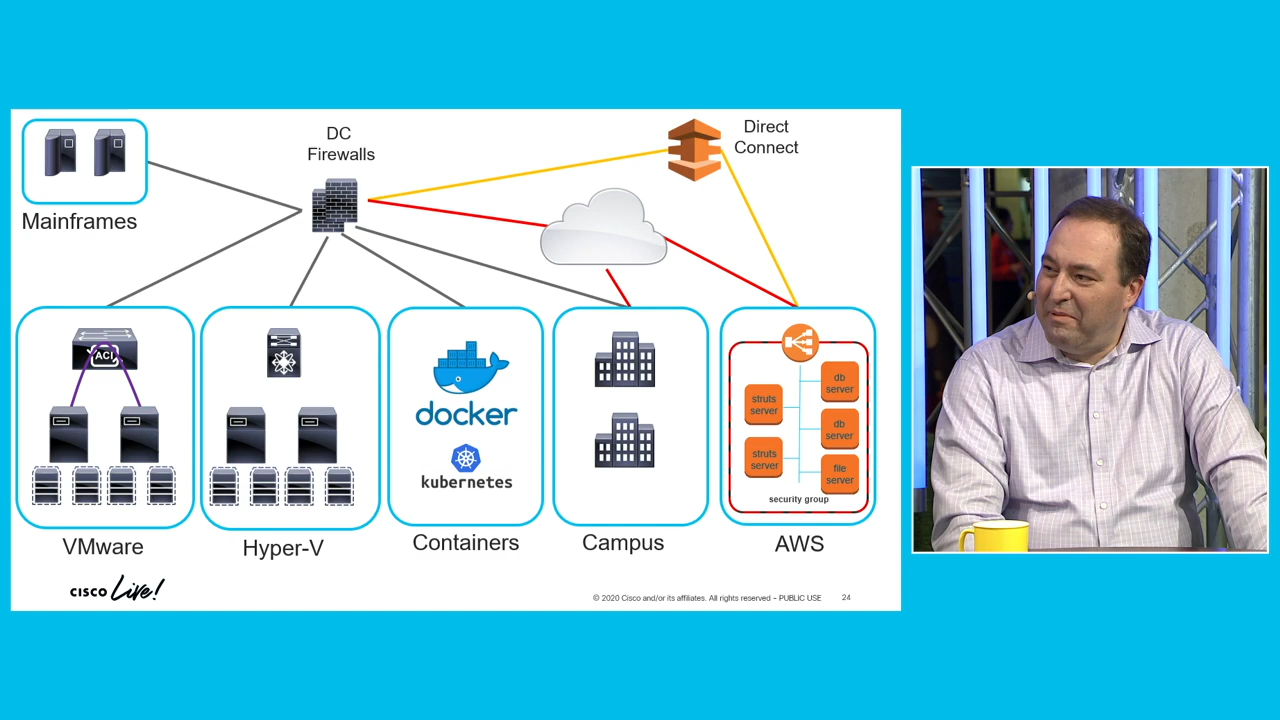 DC
Firewalls
Direct
Connect
Mainframes
ACI
docker
kubernetes
struts
server
struts
server
db
server
db
server
file
server
security group
VMware
Hyper-V
Containers
Campus
AWS
CISCO Live!
© 2020 Cisco and/or its affiliates. All rights reserved – PUBLIC USE 24